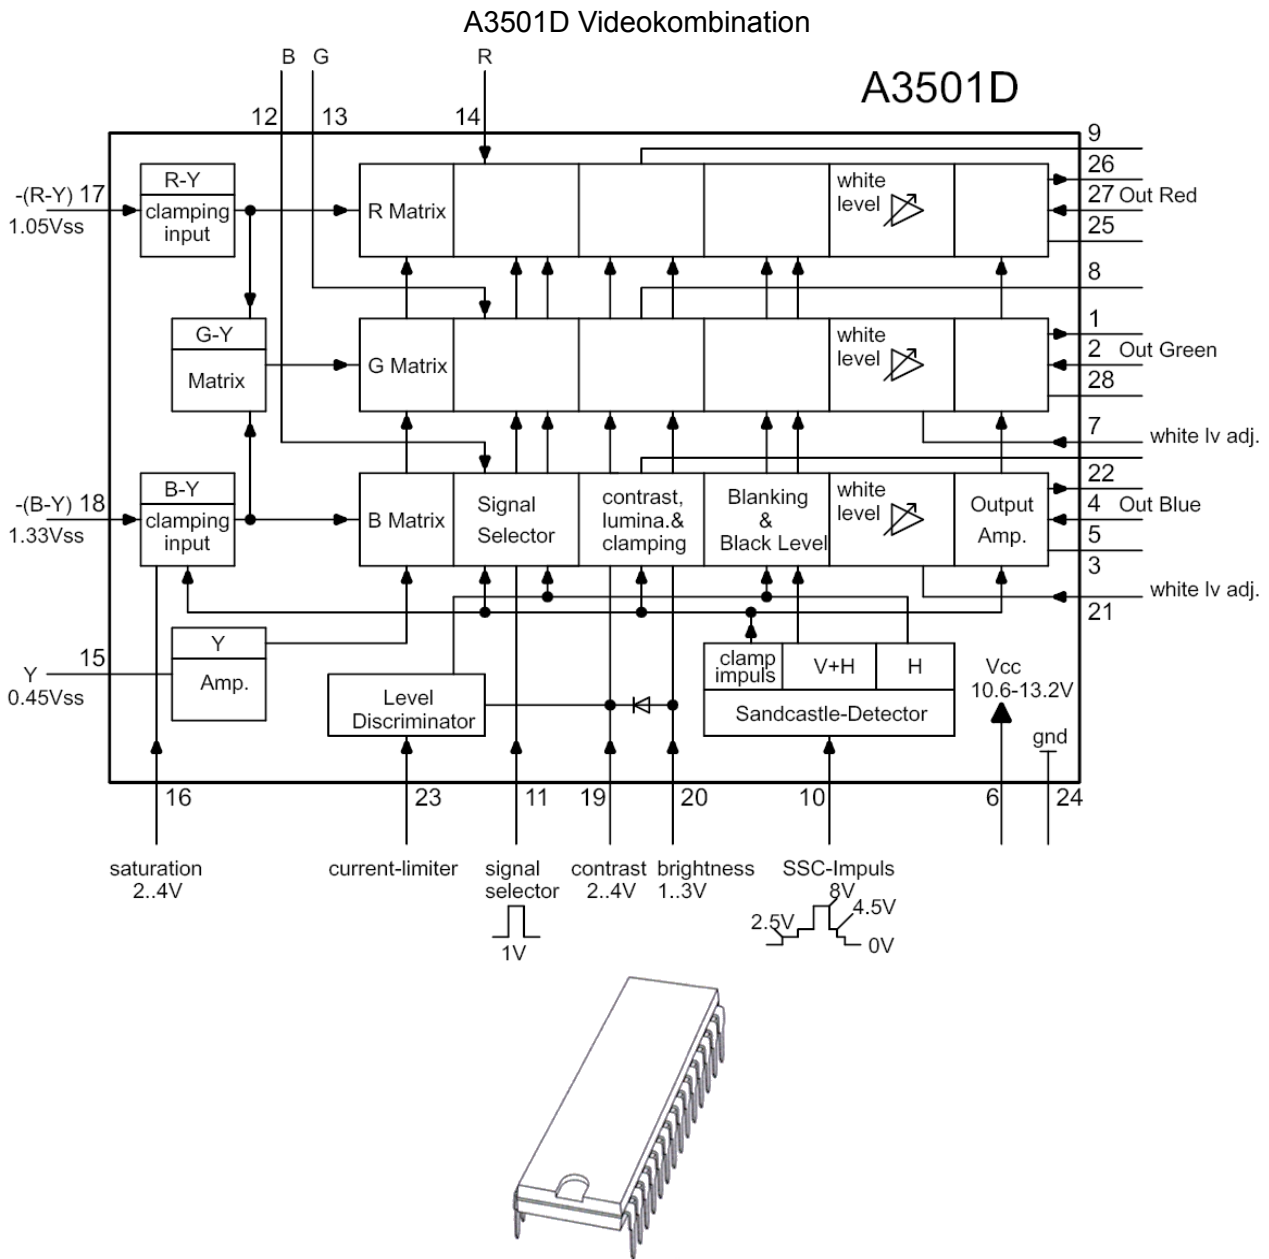 A3501D Videokombination
B G R
A3501D
12 13 14
9
R-Y
26
-(R-Y) 17
clamping
input
R Matrix
white
level
27 Out Red
1.05Vss
25
8
G-Y
Matrix
G Matrix
white
level
1
2 Out Green
28
7
white lv adj.
22
B-Y
-(B-Y) 18
clamping
input
B Matrix
Signal
Selector
contrast,
lumina.&
clamping
Blanking
&
Black Level
white
level
Output
Amp.
4 Out Blue
1.33Vss
5
3
white lv adj.
21
15
Y
Amp.
Y
0.45Vss
Level
Discriminator
clamp
impuls
V+H
H
Sandcastle-Detector
Vcc
10.6-13.2V
gnd
16 23 11 19 20 10 6 24
saturation
2..4V
current-limiter
signal
selector
1V
contrast
2..4V
brightness
1..3V
SSC-Impuls
8V
4.5V
2.5V
0V